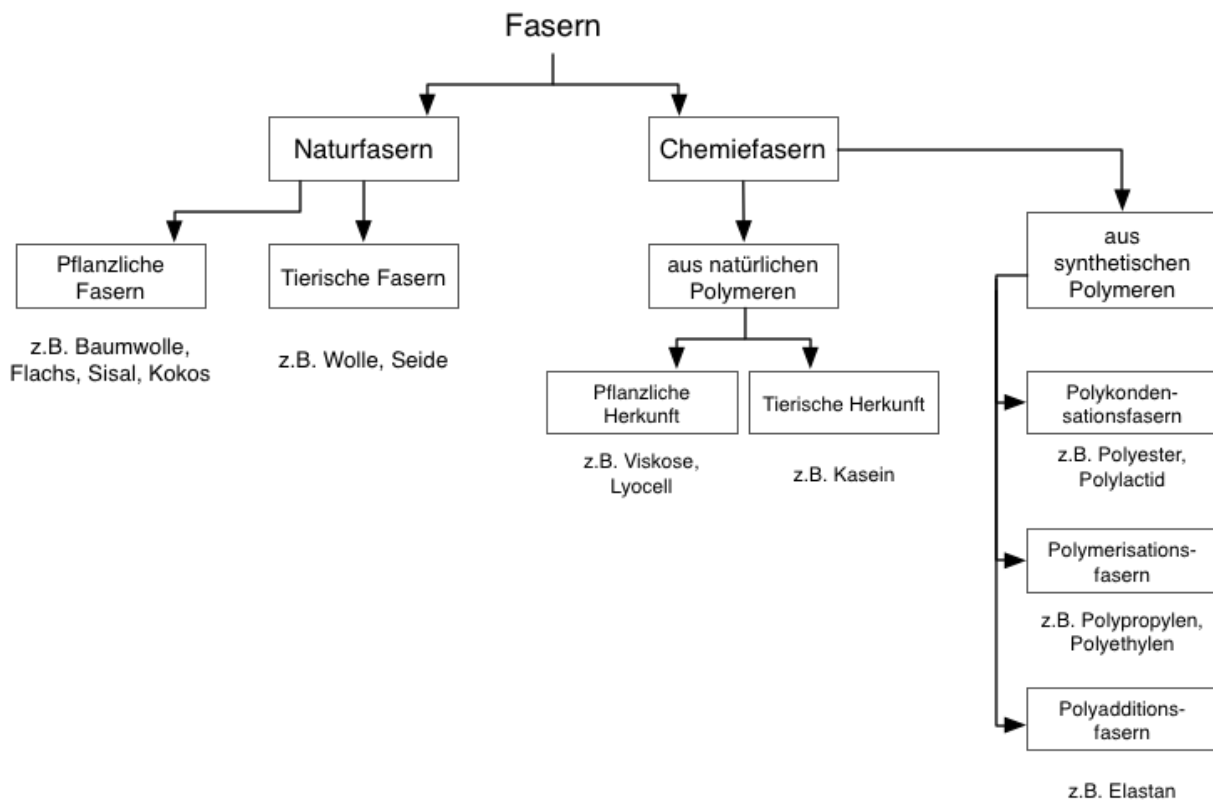 Fasern
Naturfasern
Chemiefasern
Pflanzliche
Fasern
Tierische Fasern
aus natürlichen
Polymeren
aus
synthetischen
Polymeren
z.B. Baumwolle,
Flachs, Sisal, Kokos
z.B. Wolle, Seide
Pflanzliche
Herkunft
Tierische Herkunft
Polykonden-
sationsfasern
z.B. Viskose,
Lyocell
z.B. Kasein
z.B. Polyester,
Polylactid
Polymerisations-
fasern
z.B. Polypropylen,
Polyethylen
Polyadditions-
fasern
z.B. Elastan